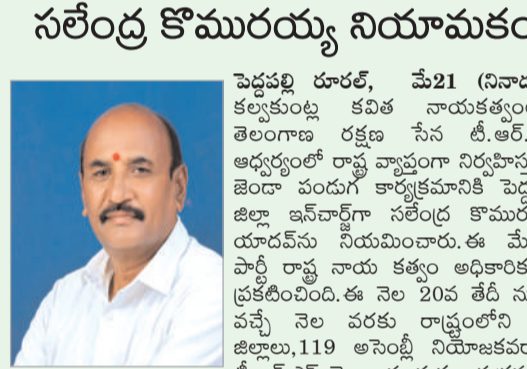 సలేంద్ర కొమురయ్య నియామకం
పెద్దపల్లి రూరల్, మే21 (నినాద
కల్వకుంట్ల కవిత నాయకత్వం
తెలంగాణ రక్షణ సేన టీ.ఆర్.
ఆధ్వర్యంలో రాష్ట్ర వ్యాప్తంగా నిర్వహిస్త
జెండా పండుగ కార్యక్రమానికి పెద్ద
జిల్లా ఇన్‌చార్జ్‌గా సలేంద్ర కొముర
యాదవ్‌ను నియమించారు.ఈ మే
పార్టీ రాష్ట్ర నాయ కత్వం అధికారిక
ప్రకటించింది.ఈ నెల 20వ తేదీ ను
వచ్చే నెల వరకు రాష్ట్రంలోని
జిల్లాలు,119 అసెంబ్లీ నియోజకవర